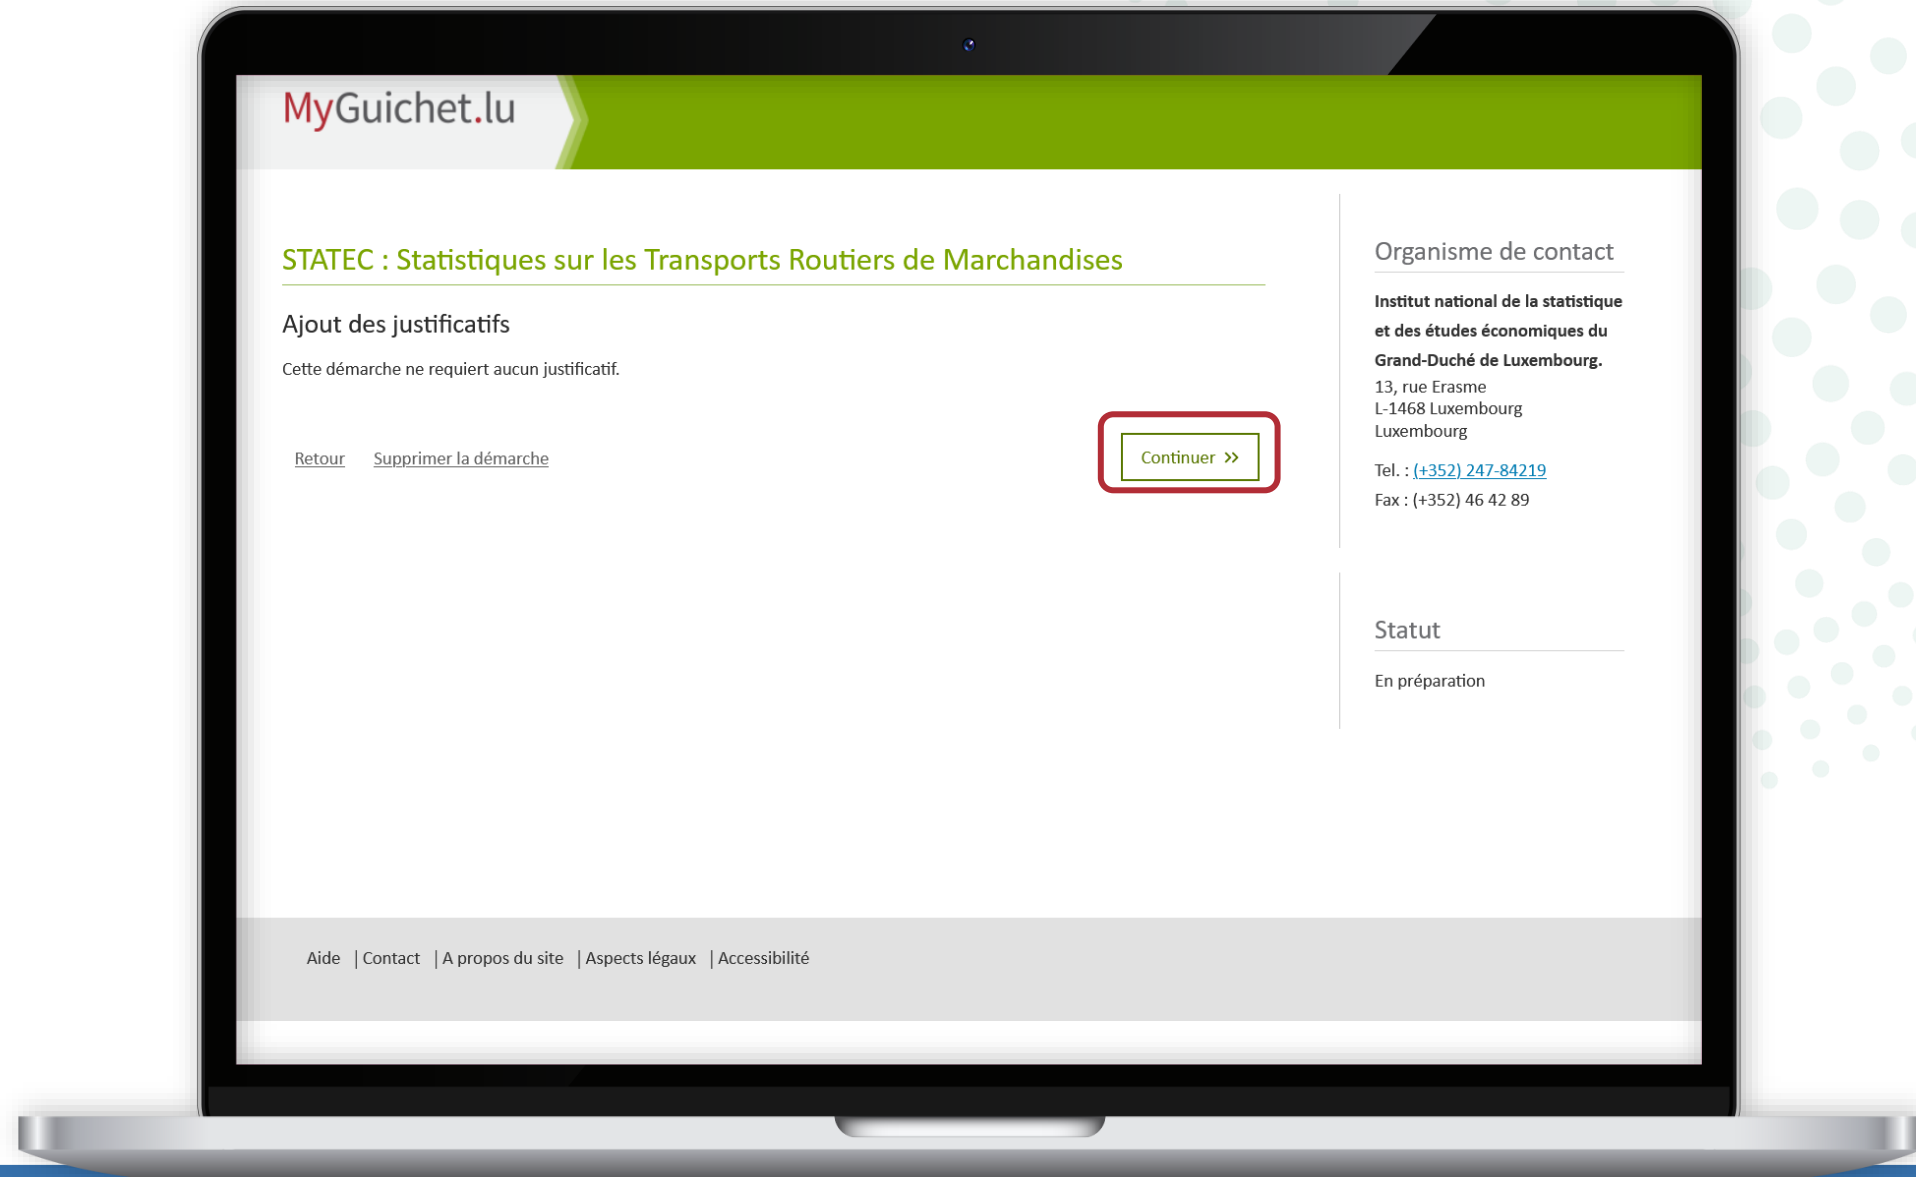 MyGuichet.lu
STATEC : Statistiques sur les Transports Routiers de Marchandises
Ajout des justificatifs
Cette démarche ne requiert aucun justificatif.
Retour Supprimer la démarche
Continuer »
Organisme de contact
Institut national de la statistique
et des études économiques du
Grand-Duché de Luxembourg.
13, rue Erasme
L-1468 Luxembourg
Luxembourg
Tel. : (+352) 247-84219
Fax : (+352) 46 42 89
Statut
En préparation
Aide | Contact | A propos du site | Aspects légaux | Accessibilité